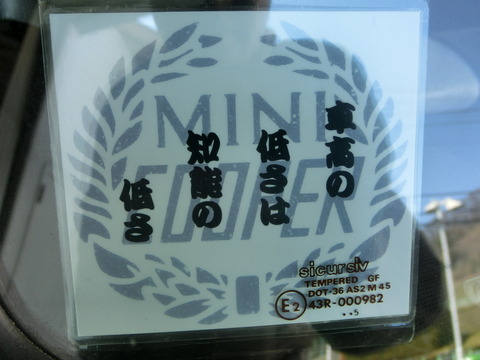 車高の
低さは
知能の
低さ
MINI
COOPER
sicursiv
TEMPERED GF
DOT-36 AS2 M 45
E2 43R-000982
..5